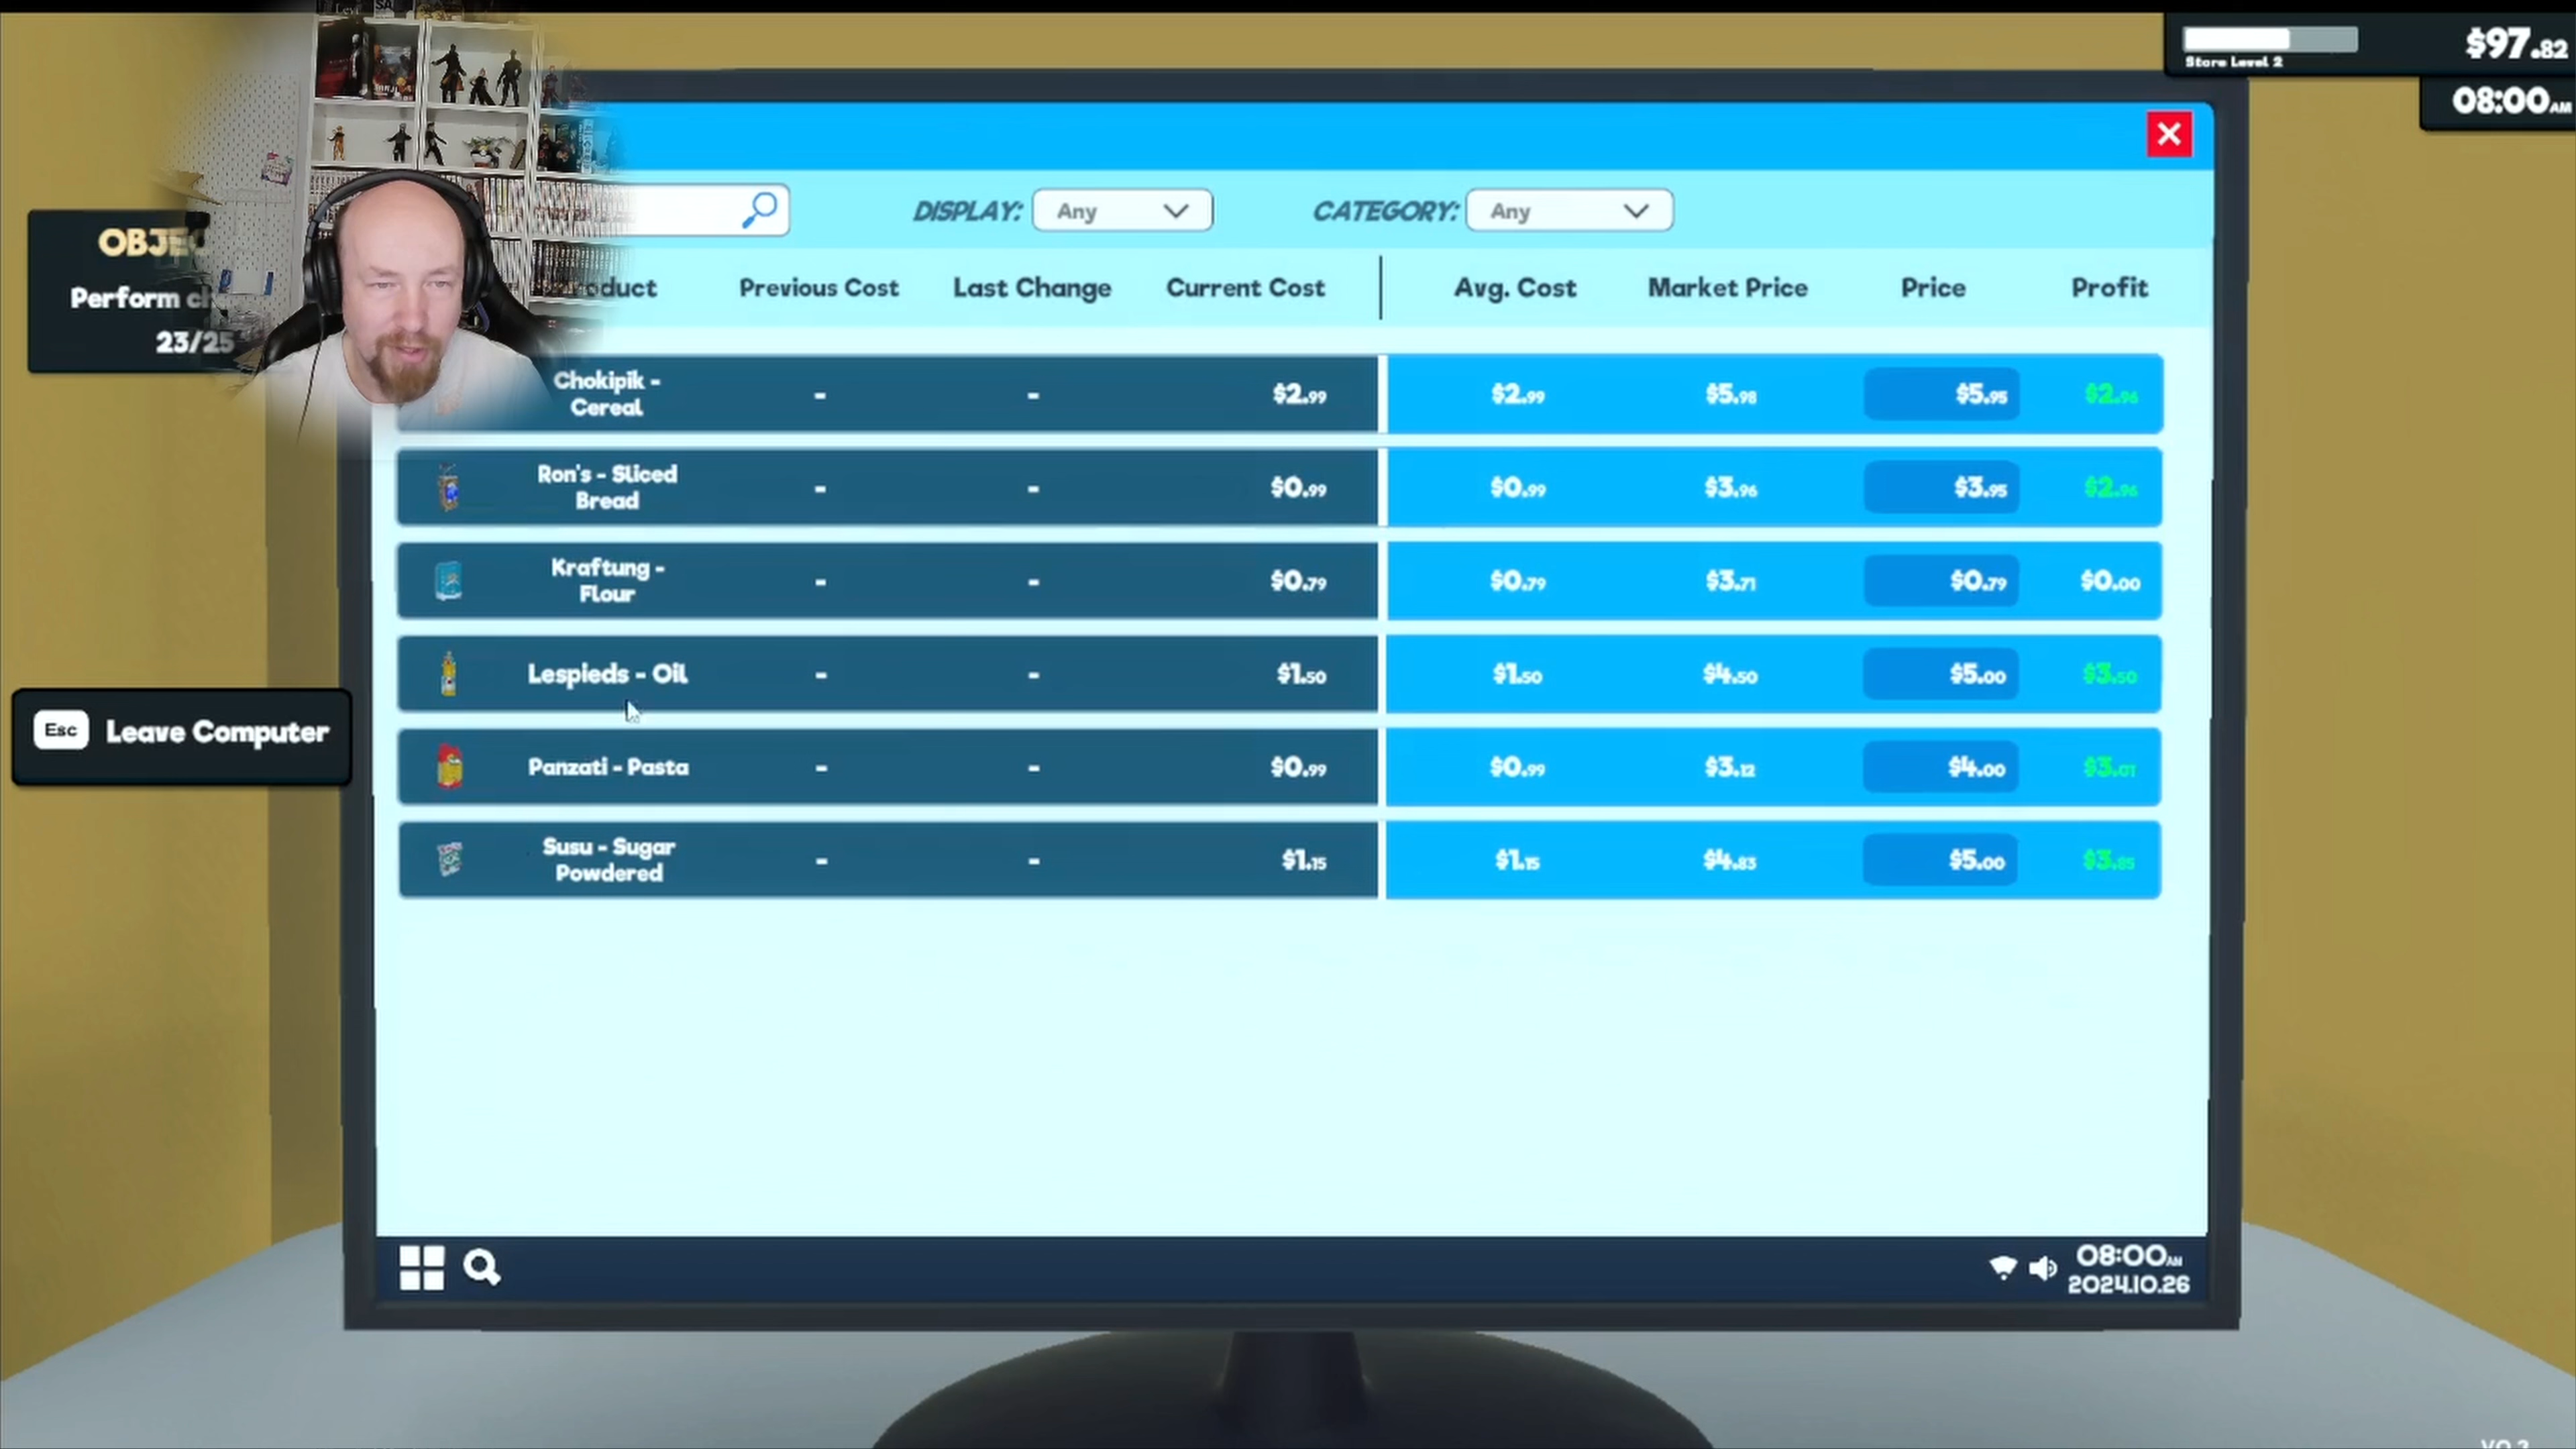 $97.82
Store Level 2
08:00AM
DISPLAY: Any
CATEGORY: Any
Perform
23/25
Previous Cost Last Change Current Cost Avg. Cost Market Price Price Profit
Chokipik -
Cereal
- - $2.99 $2.99 $5.98 $5.95 $2.96
Ron's - Sliced
Bread
- - $0.99 $0.99 $3.96 $3.95 $2.96
Kraftung -
Flour
- - $0.79 $0.79 $3.71 $0.79 $0.00
Lespieds - Oil - - $1.50 $1.50 $4.50 $5.00 $3.50
Panzati - Pasta - - $0.99 $0.99 $3.12 $4.00 $3.01
Susu - Sugar
Powdered
- - $1.15 $1.15 $4.83 $5.00 $3.85
Esc Leave Computer
08:00AM
2024.10.26